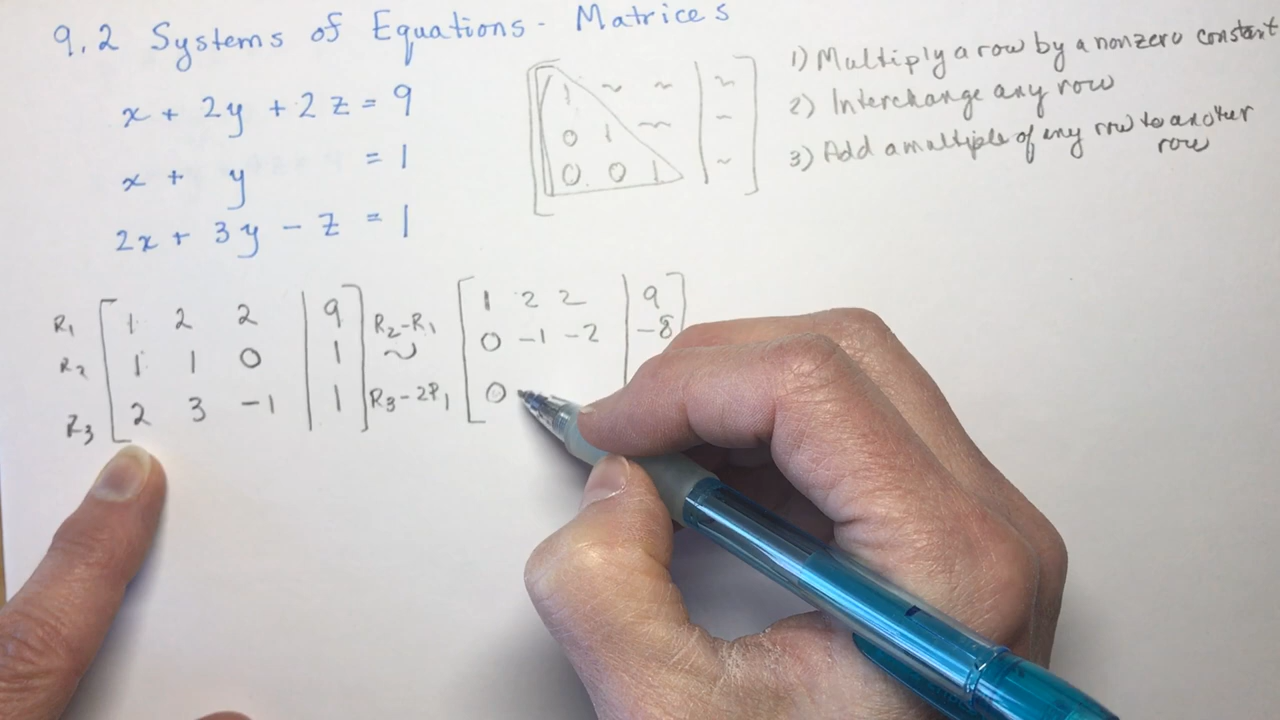 9.2 Systems of Equations - Matrices
x + 2y + 2z = 9
x + y = 1
2x + 3y - z = 1
1 ~ ~ | ~
0 1 ~ | ~
0 0 1 | ~
1) Multiply a row by a nonzero constant
2) Interchange any row
3) Add a multiple of any row to another
row
R1 [ 1 2 2 | 9 ] R2-R1 [ 1 2 2 | 9 ]
R2 [ 1 1 0 | 1 ] ~ [ 0 -1 -2 | -8
R3 [ 2 3 -1 | 1 ] R3-2R1 [ 0